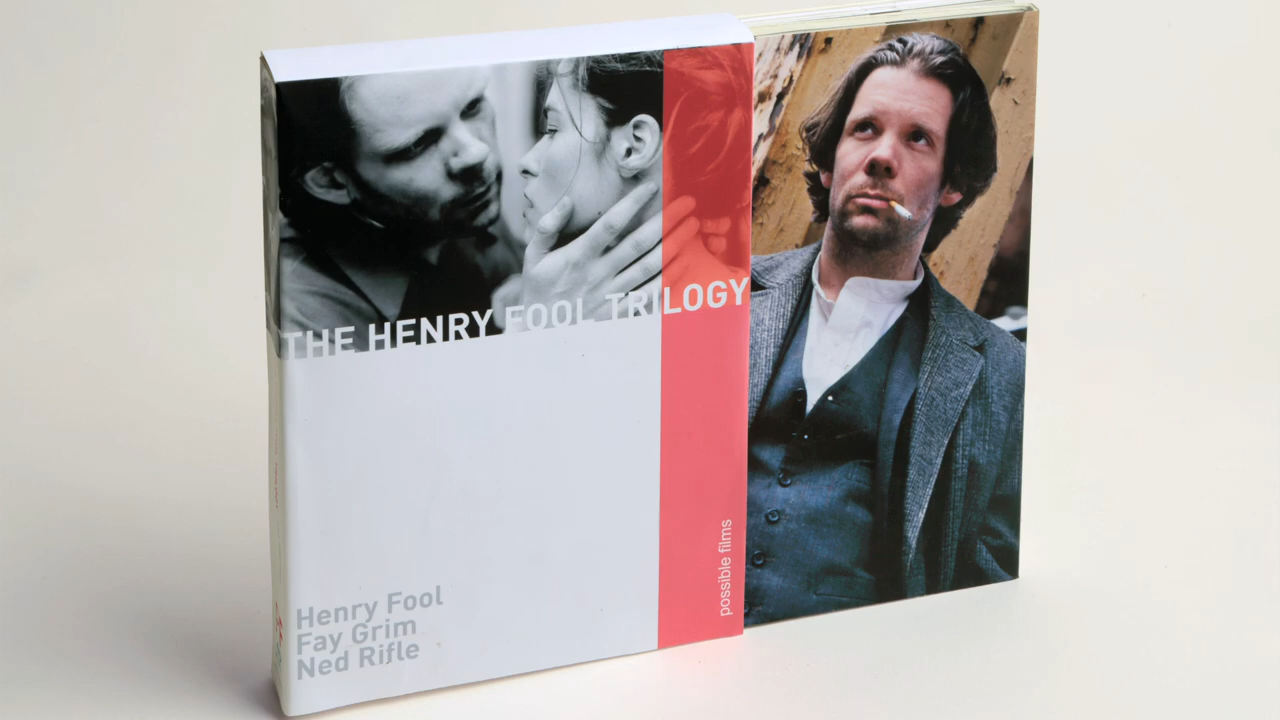 THE HENRY FOOL TRILOGY
Henry Fool
Fay Grim
Ned Rifle
possible films